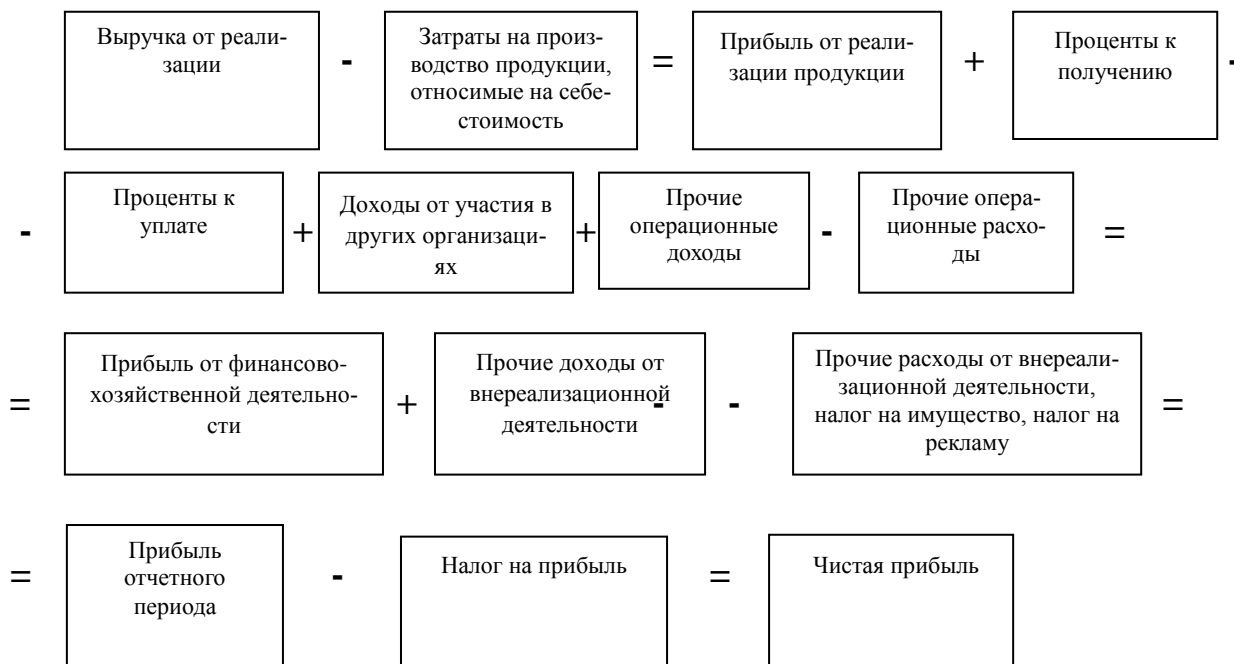 Выручка от реали-
зации
-
Затраты на произ-
водство продукции,
относимые на себе-
стоимость
=
Прибыль от реали-
зации продукции
+
Проценты к
получению
-
-
Проценты к
уплате
+
Доходы от участия в
других организаци-
ях
+
Прочие
операционные
доходы
-
Прочие опера-
ционные расхо-
ды
=
=
Прибыль от финансово-
хозяйственной деятельно-
сти
+
Прочие доходы от
внереализационной
деятельности
-
-
Прочие расходы от внереали-
зационной деятельности,
налог на имущество, налог на
рекламу
=
=
Прибыль
отчетного
периода
-
Налог на прибыль
=
Чистая прибыль